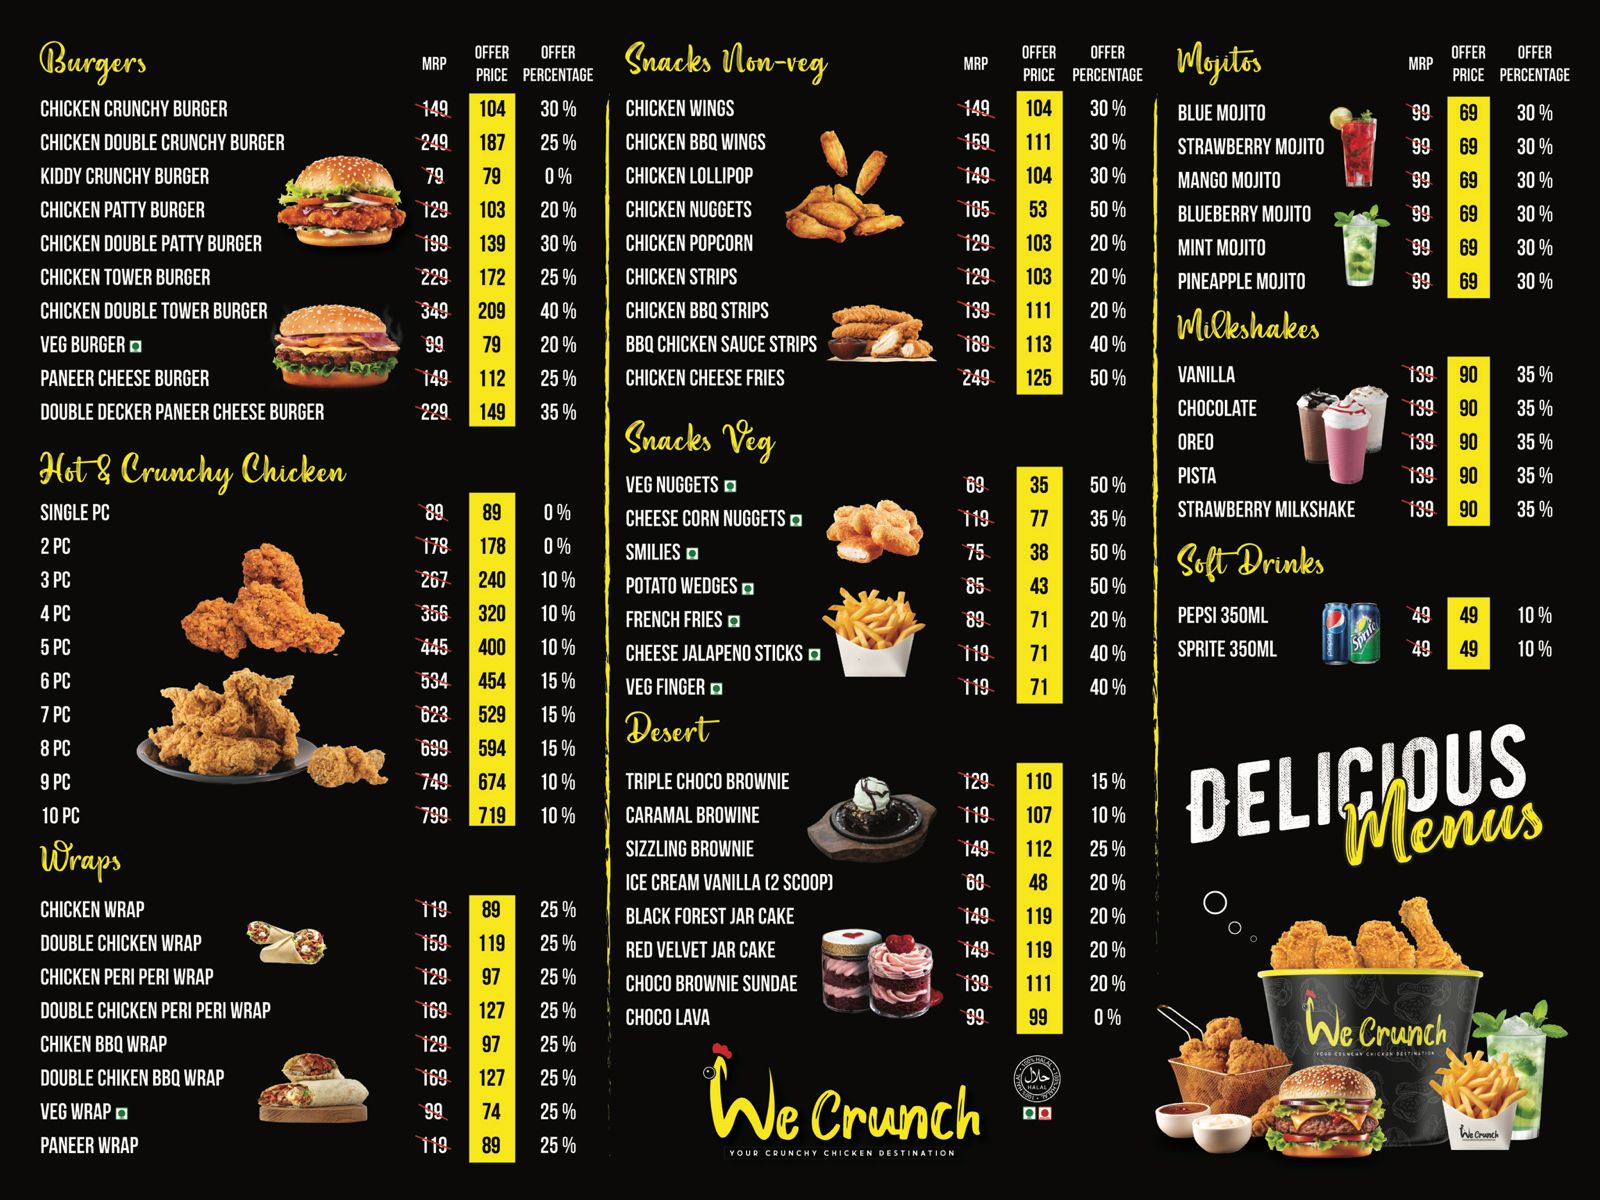 Burgers MRP OFFER PRICE OFFER PERCENTAGE
CHICKEN CRUNCHY BURGER 149 104 30 %
CHICKEN DOUBLE CRUNCHY BURGER 249 187 25 %
KIDDY CRUNCHY BURGER 79 79 0 %
CHICKEN PATTY BURGER 129 103 20 %
CHICKEN DOUBLE PATTY BURGER 199 139 30 %
CHICKEN TOWER BURGER 229 172 25 %
CHICKEN DOUBLE TOWER BURGER 349 209 40 %
VEG BURGER 99 79 20 %
PANEER CHEESE BURGER 149 112 25 %
DOUBLE DECKER PANEER CHEESE BURGER 229 149 35 %
Hot & Crunchy Chicken
SINGLE PC 89 89 0 %
2 PC 178 178 0 %
3 PC 267 240 10 %
4 PC 356 320 10 %
5 PC 445 400 10 %
6 PC 534 454 15 %
7 PC 623 529 15 %
8 PC 699 594 15 %
9 PC 749 674 10 %
10 PC 799 719 10 %
Wraps
CHICKEN WRAP 119 89 25 %
DOUBLE CHICKEN WRAP 159 119 25 %
CHICKEN PERI PERI WRAP 129 97 25 %
DOUBLE CHICKEN PERI PERI WRAP 169 127 25 %
CHIKEN BBQ WRAP 129 97 25 %
DOUBLE CHIKEN BBQ WRAP 169 127 25 %
VEG WRAP 99 74 25 %
PANEER WRAP 119 89 25 %
Snacks Non-veg MRP OFFER PRICE OFFER PERCENTAGE
CHICKEN WINGS 149 104 30 %
CHICKEN BBQ WINGS 159 111 30 %
CHICKEN LOLLIPOP 149 104 30 %
CHICKEN NUGGETS 105 53 50 %
CHICKEN POPCORN 129 103 20 %
CHICKEN STRIPS 129 103 20 %
CHICKEN BBQ STRIPS 139 111 20 %
BBQ CHICKEN SAUCE STRIPS 189 113 40 %
CHICKEN CHEESE FRIES 249 125 50 %
Snacks Veg
VEG NUGGETS 69 35 50 %
CHEESE CORN NUGGETS 119 77 35 %
SMILIES 75 38 50 %
POTATO WEDGES 85 43 50 %
FRENCH FRIES 89 71 20 %
CHEESE JALAPENO STICKS 119 71 40 %
VEG FINGER 119 71 40 %
Desert
TRIPLE CHOCO BROWNIE 129 110 15 %
CARAMAL BROWINE 119 107 10 %
SIZZLING BROWNIE 149 112 25 %
ICE CREAM VANILLA (2 SCOOP) 60 48 20 %
BLACK FOREST JAR CAKE 149 119 20 %
RED VELVET JAR CAKE 149 119 20 %
CHOCO BROWNIE SUNDAE 139 111 20 %
CHOCO LAVA 99 99 0 %
We Crunch
YOUR CRUNCHY CHICKEN DESTINATION
100% HALAL
حلال
HALAL
Mojitos MRP OFFER PRICE OFFER PERCENTAGE
BLUE MOJITO 99 69 30 %
STRAWBERRY MOJITO 99 69 30 %
MANGO MOJITO 99 69 30 %
BLUEBERRY MOJITO 99 69 30 %
MINT MOJITO 99 69 30 %
PINEAPPLE MOJITO 99 69 30 %
Milkshakes
VANILLA 139 90 35 %
CHOCOLATE 139 90 35 %
OREO 139 90 35 %
PISTA 139 90 35 %
STRAWBERRY MILKSHAKE 139 90 35 %
Soft Drinks
PEPSI 350ML 49 49 10 %
SPRITE 350ML 49 49 10 %
pepsi
Sprite
DELICIOUS
Menus
We Crunch
YOUR CRUNCHY CHICKEN DESTINATION
We Crunch